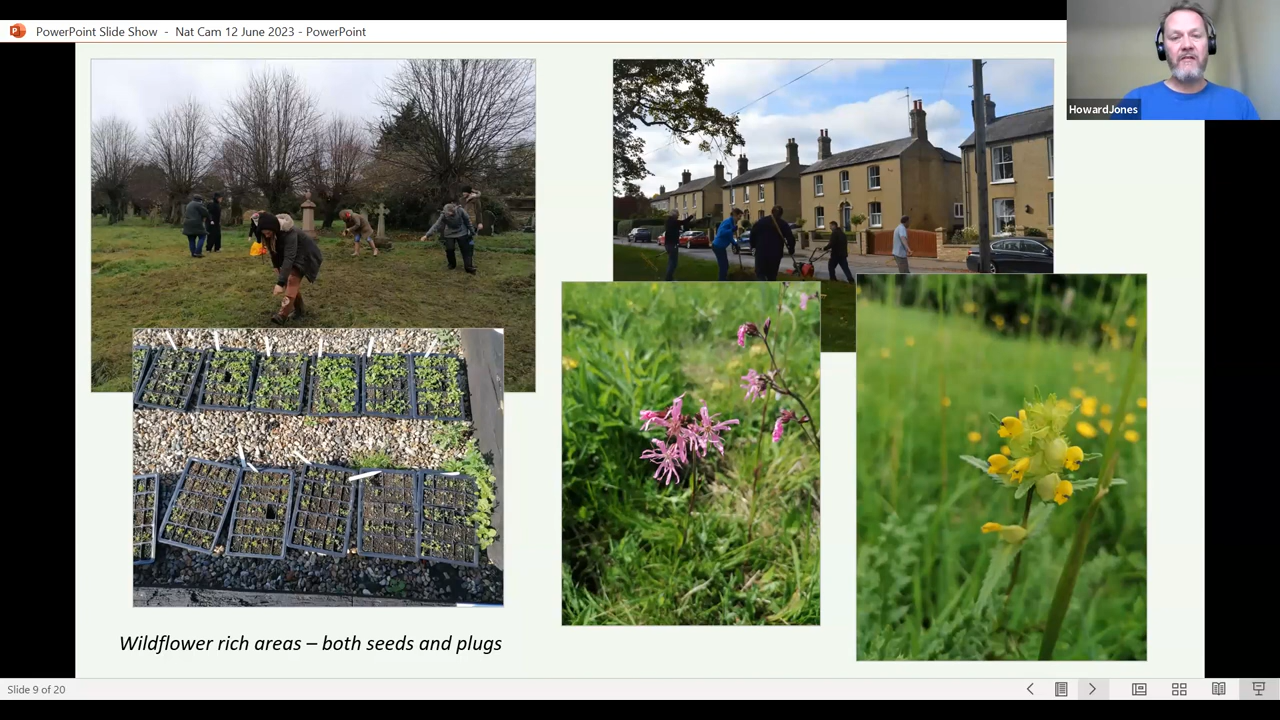 PowerPoint Slide Show - Nat Cam 12 June 2023 - PowerPoint
HowardJones
Wildflower rich areas – both seeds and plugs
Slide 9 of 20